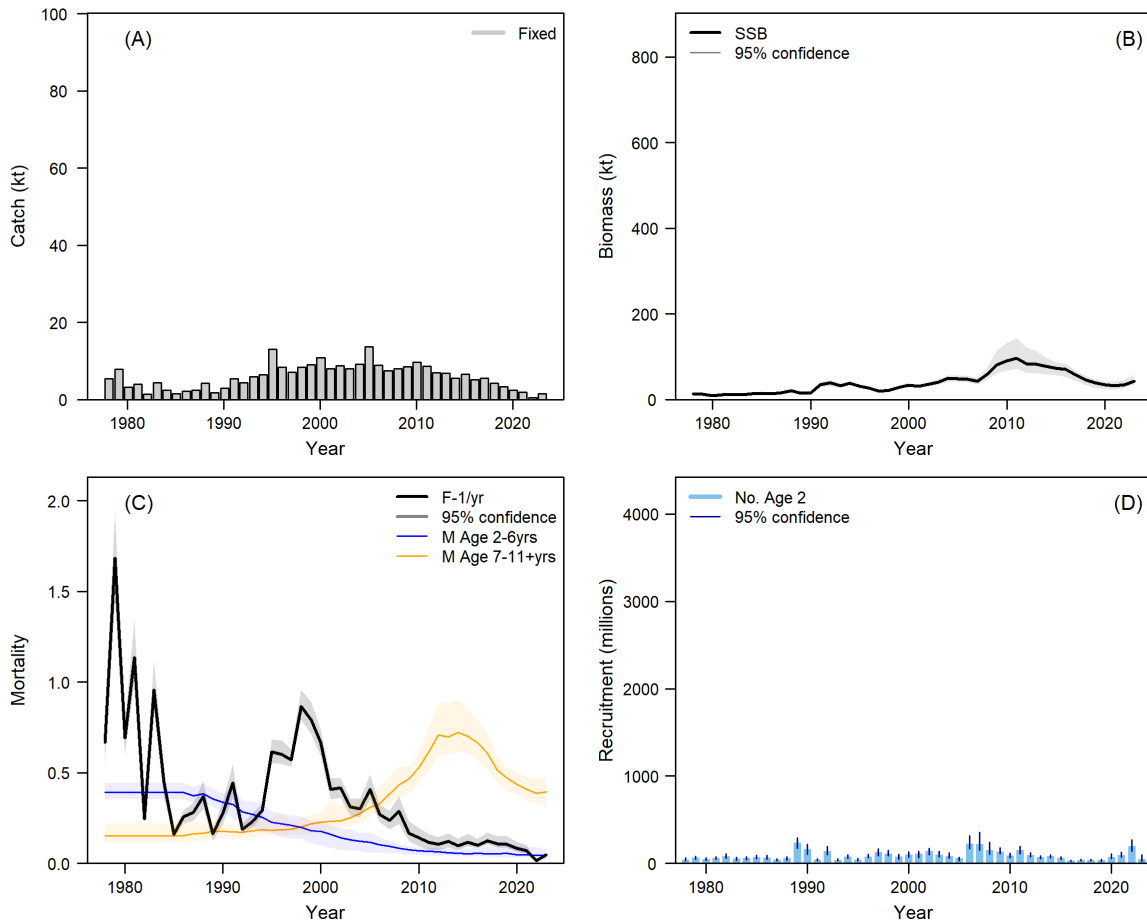 (A)
Fixed
100
80
60
40
20
0
Catch (kt)
1980 1990 2000 2010 2020
Year
(B)
SSB
95% confidence
800
600
400
200
0
Biomass (kt)
1980 1990 2000 2010 2020
Year
(C)
F-1/yr
95% confidence
M Age 2-6yrs
M Age 7-11+yrs
2.0
1.5
1.0
0.5
0.0
Mortality
1980 1990 2000 2010 2020
Year
(D)
No. Age 2
95% confidence
4000
3000
2000
1000
0
Recruitment (millions)
1980 1990 2000 2010 2020
Year